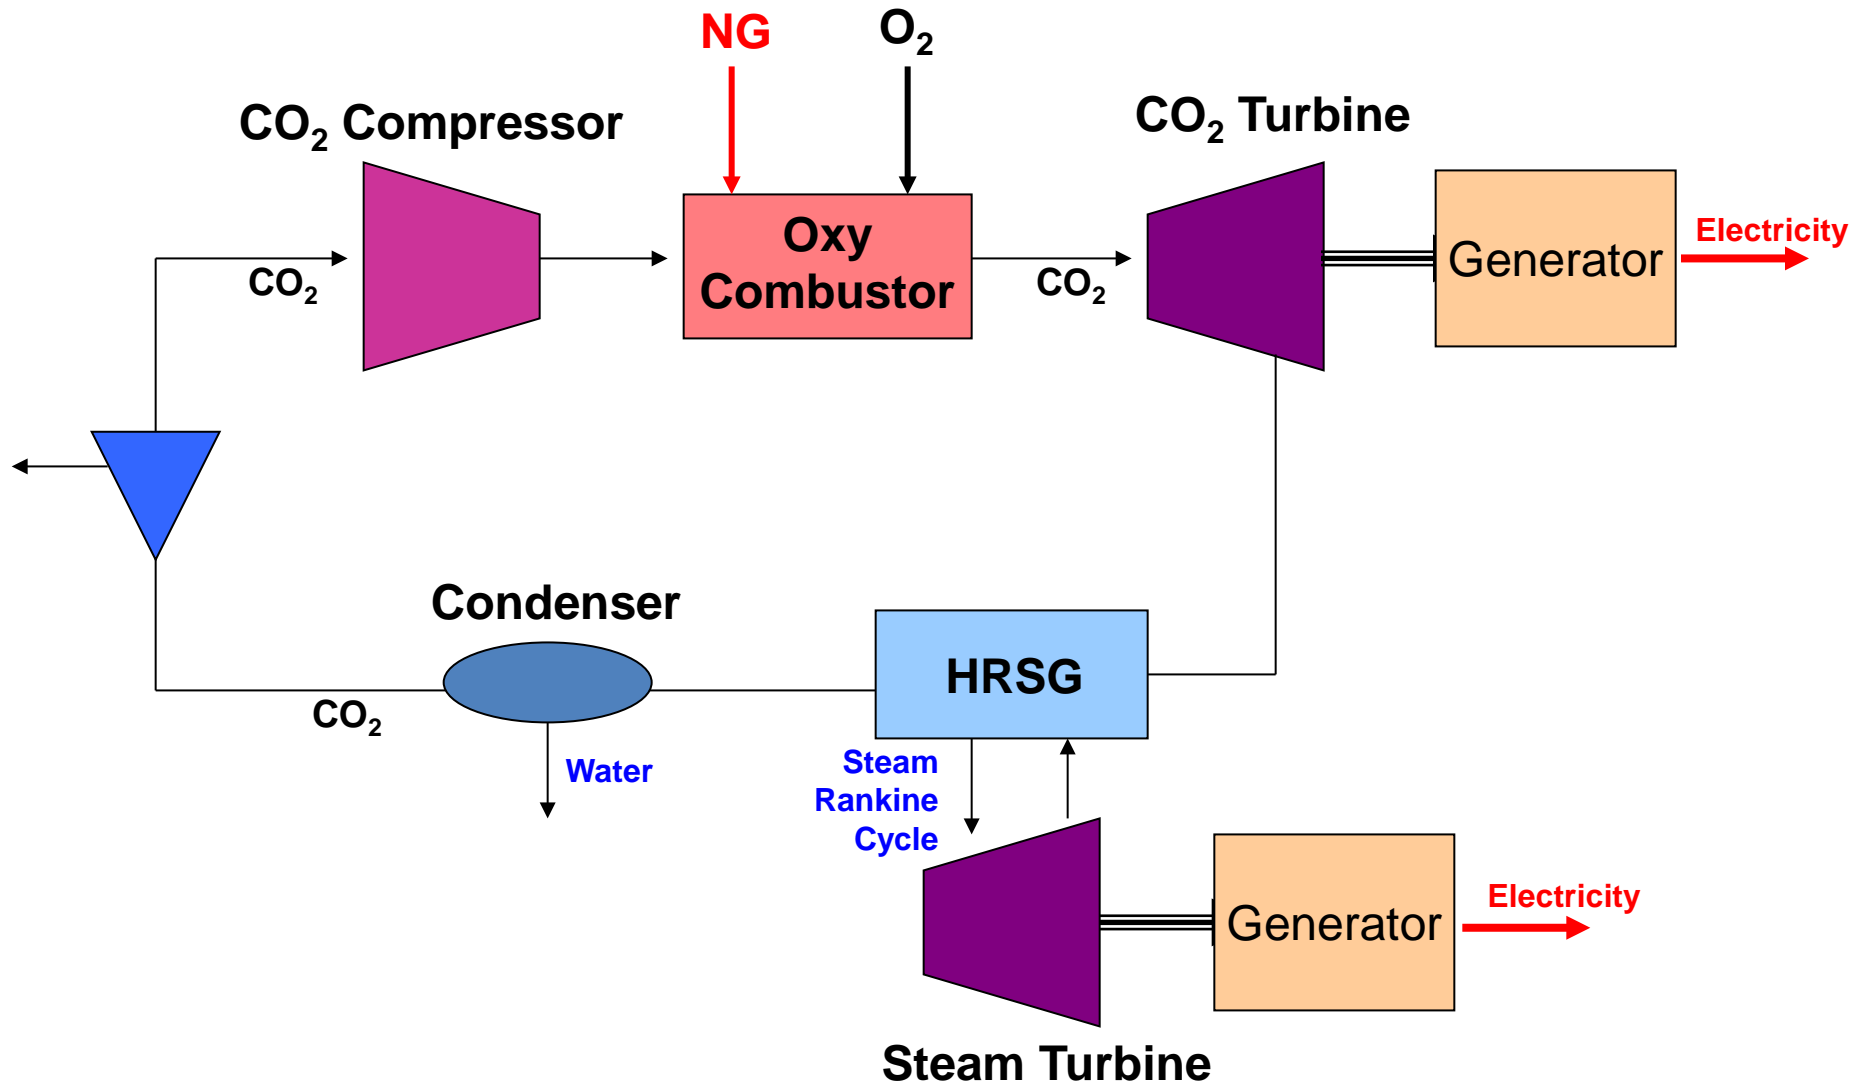 NG
O₂
CO₂ Compressor
CO₂ Turbine
Oxy
Combustor
Generator
Electricity
CO₂
CO₂
Condenser
HRSG
CO₂
Water
Steam
Rankine
Cycle
Generator
Electricity
Steam Turbine